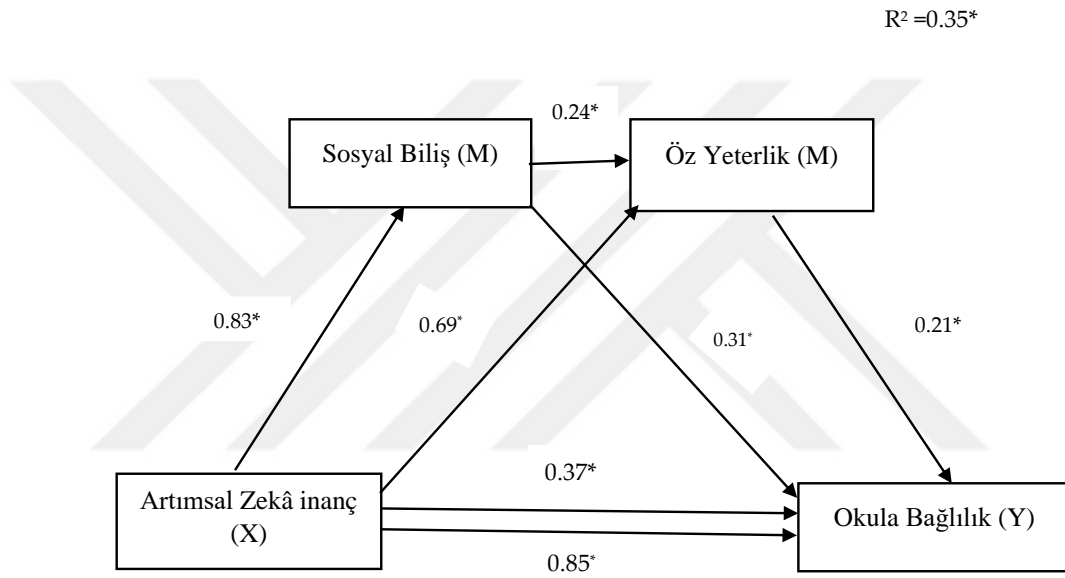 R² =0.35*
0.24*
Sosyal Biliş (M)
Öz Yeterlik (M)
0.83*
0.69*
0.31*
0.21*
0.37*
Artımsal Zekâ inanç
(X)
Okula Bağlılık (Y)
0.85*